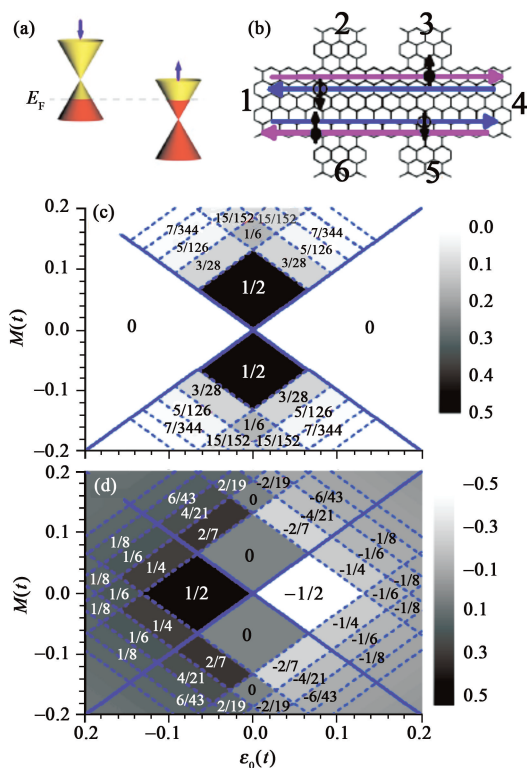 (a)
E_F
(b)
2 3
1 4
6 5
(c)
0.2
0.1
0.0
−0.1
−0.2
M(t)
15/152 15/152
7/344 1/6 7/344
5/126 5/126
3/28 3/28
1/2
0 0
1/2
3/28 3/28
5/126 5/126
7/344 1/6 7/344
15/152 15/152
0.0
0.1
0.2
0.3
0.4
0.5
(d)
0.2
0.1
0.0
−0.1
−0.2
M(t)
2/19 -2/19
6/43 0 -6/43
4/21 -4/21
1/8 2/7 -2/7 -1/8
1/6 0 -1/6
1/8 1/4 -1/4 -1/8
1/6 1/2 −1/2 -1/6
1/8 1/4 -1/4 -1/8
1/6 0 -1/6
1/8 2/7 -2/7 -1/8
4/21 -4/21
6/43 0 -6/43
2/19 -2/19
−0.5
−0.3
−0.1
0.1
0.3
0.5
0.2 0.1 0.0 0.1 0.2
ε₀(t)